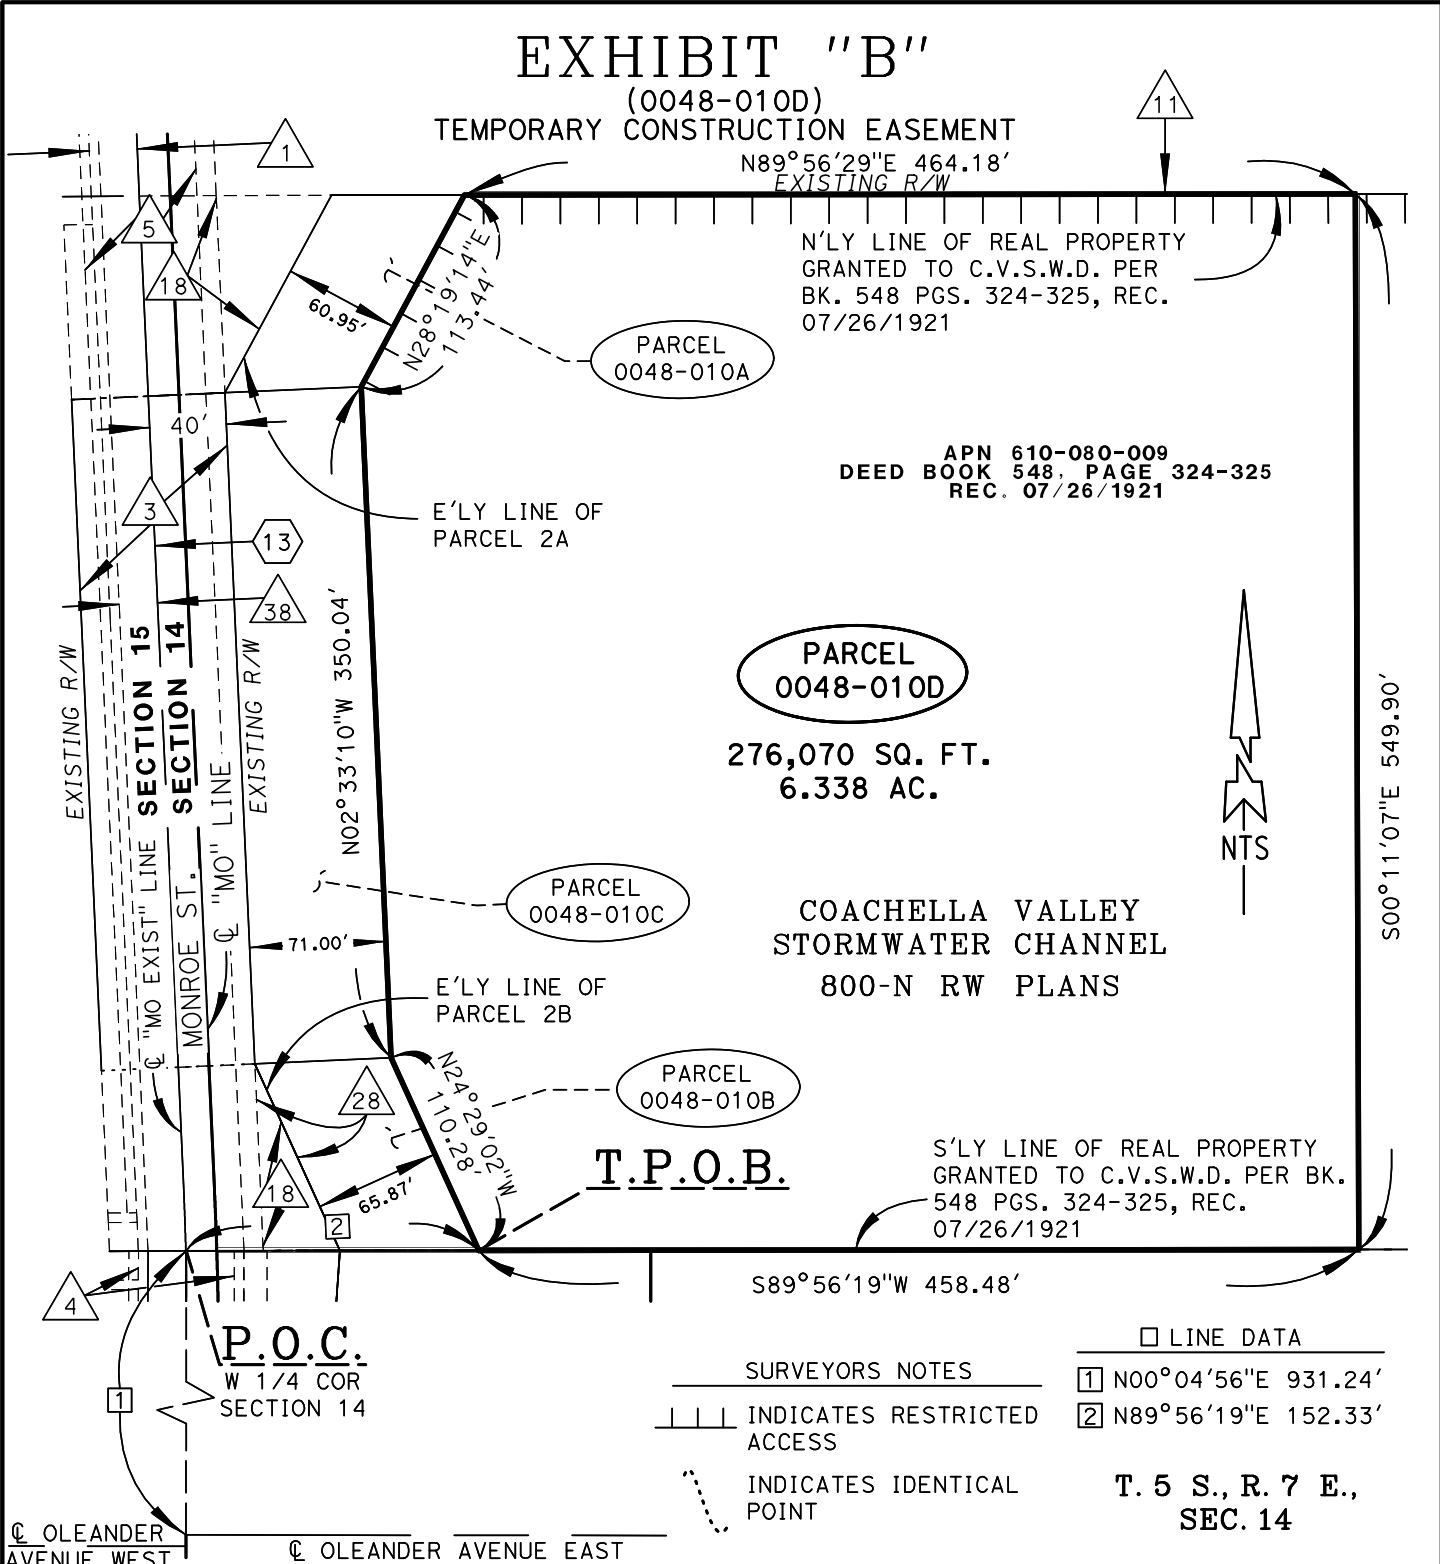 EXHIBIT "B"
(0048-010D)
TEMPORARY CONSTRUCTION EASEMENT
11
1
N89°56'29"E 464.18'
EXISTING R/W
5
18
N'LY LINE OF REAL PROPERTY
GRANTED TO C.V.S.W.D. PER
BK. 548 PGS. 324-325, REC.
07/26/1921
60.95'
7'
N28°19'14"E
113.44'
PARCEL
0048-010A
40'
APN 610-080-009
DEED BOOK 548, PAGE 324-325
REC. 07/26/1921
3
E'LY LINE OF
PARCEL 2A
13
38
EXISTING R/W
SECTION 15
SECTION 14
EXISTING R/W
N02°33'10"W 350.04'
PARCEL
0048-010D
276,070 SQ. FT.
6.338 AC.
S00°11'07"E 549.90'
NTS
℄ "MO EXIST" LINE
MONROE ST.
℄ "MO" LINE
PARCEL
0048-010C
71.00'
COACHELLA VALLEY
STORMWATER CHANNEL
800-N RW PLANS
E'LY LINE OF
PARCEL 2B
28
N24°29'02"W
110.28'
PARCEL
0048-010B
T.P.O.B.
18
65.87'
2
S'LY LINE OF REAL PROPERTY
GRANTED TO C.V.S.W.D. PER BK.
548 PGS. 324-325, REC.
07/26/1921
4
S89°56'19"W 458.48'
P.O.C.
W 1/4 COR
SECTION 14
1
SURVEYORS NOTES
INDICATES RESTRICTED
ACCESS
INDICATES IDENTICAL
POINT
LINE DATA
1 N00°04'56"E 931.24'
2 N89°56'19"E 152.33'
T. 5 S., R. 7 E.,
SEC. 14
℄ OLEANDER
AVENUE WEST
℄ OLEANDER AVENUE EAST